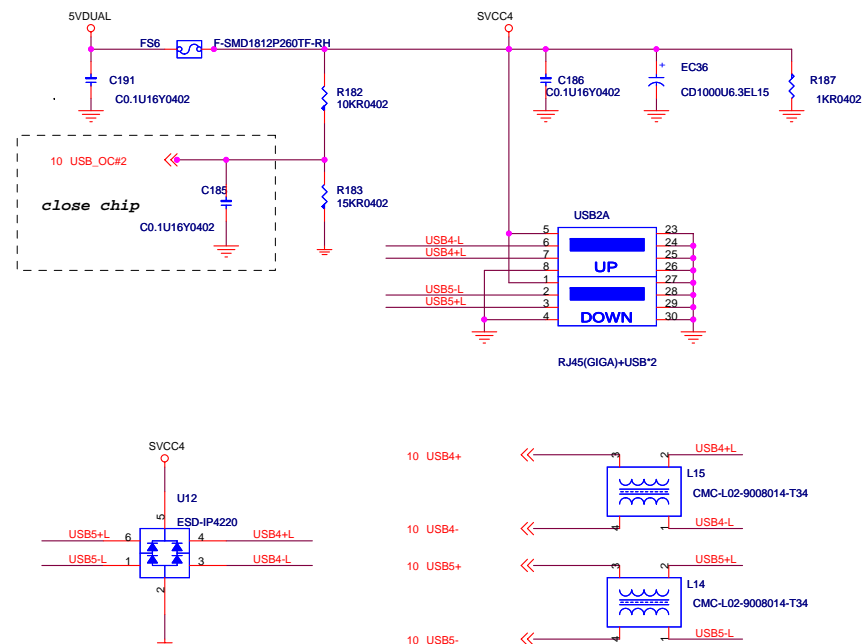 5VDUAL
SVCC4
FS6
F-SMD1812P260TF-RH
C191
C0.1U16Y0402
R182
10KR0402
C186
C0.1U16Y0402
+
EC36
CD1000U6.3EL15
R187
1KR0402
10 USB_OC#2
close chip
C185
C0.1U16Y0402
R183
15KR0402
USB2A
USB4-L
USB4+L
USB5-L
USB5+L
5
6
7
8
1
2
3
4
UP
DOWN
23
24
25
26
27
28
29
30
RJ45(GIGA)+USB*2
SVCC4
U12
ESD-IP4220
5
USB5+L
6
4
USB4+L
USB5-L
1
3
USB4-L
2
10 USB4+
3
2
USB4+L
L15
CMC-L02-9008014-T34
10 USB4-
4
1
USB4-L
10 USB5+
3
2
USB5+L
L14
CMC-L02-9008014-T34
10 USB5-
4
1
USB5-L